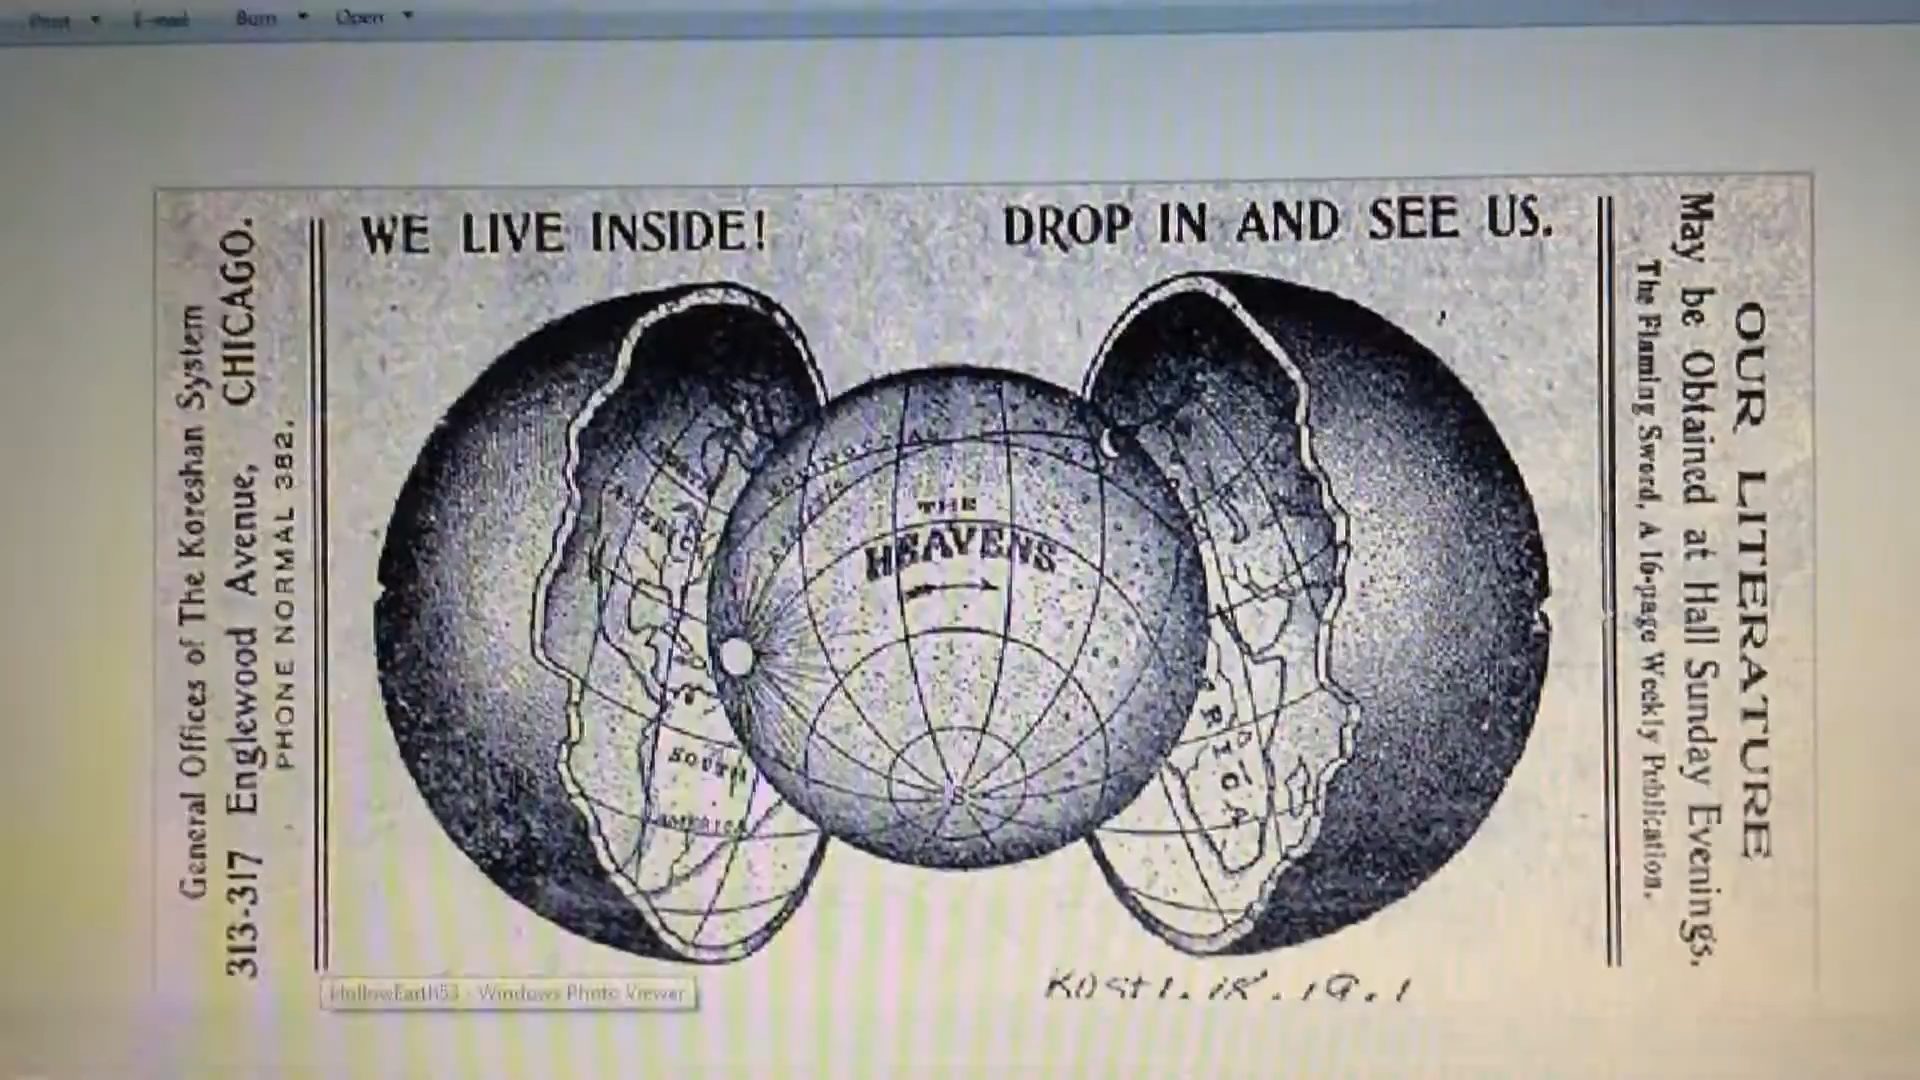 Print E-mail Burn Open
General Offices of The Koreshan System
313-317 Englewood Avenue, CHICAGO.
PHONE NORMAL 382.
WE LIVE INSIDE! DROP IN AND SEE US.
THE
HEAVENS
SOUTH
AMERICA
AFRICA
S
OUR LITERATURE
May be Obtained at Hall Sunday Evenings.
The Flaming Sword, A 16-page Weekly Publication.
HollowEarth53 - Windows Photo Viewer